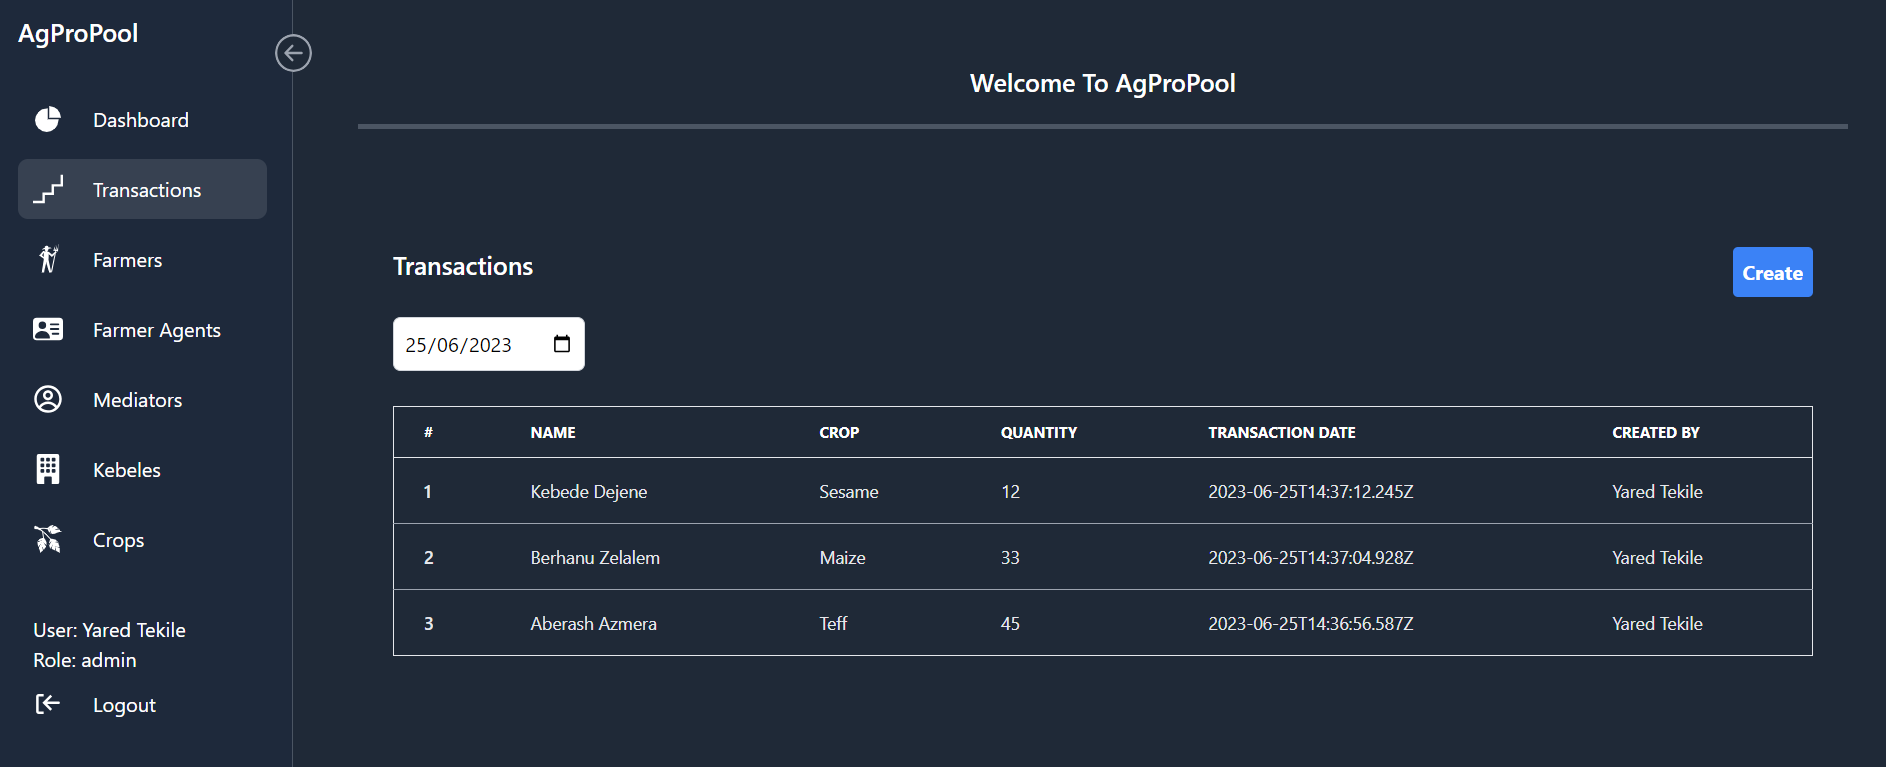 AgProPool
Dashboard
Transactions
Farmers
Farmer Agents
Mediators
Kebeles
Crops
User: Yared Tekile
Role: admin
Logout
Welcome To AgProPool
Transactions
Create
25/06/2023
# NAME CROP QUANTITY TRANSACTION DATE CREATED BY
1 Kebede Dejene Sesame 12 2023-06-25T14:37:12.245Z Yared Tekile
2 Berhanu Zelalem Maize 33 2023-06-25T14:37:04.928Z Yared Tekile
3 Aberash Azmera Teff 45 2023-06-25T14:36:56.587Z Yared Tekile